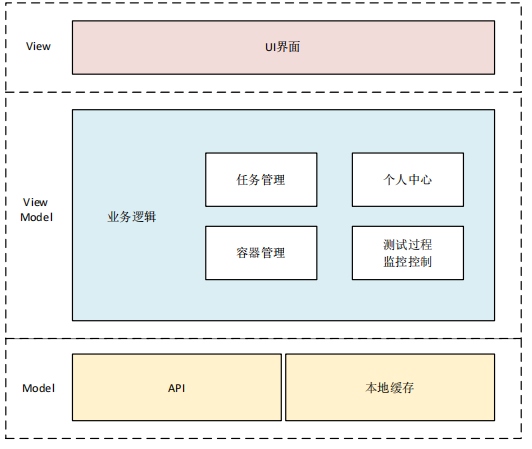 View
UI界面
View
Model
业务逻辑
任务管理
个人中心
容器管理
测试过程
监控控制
Model
API
本地缓存